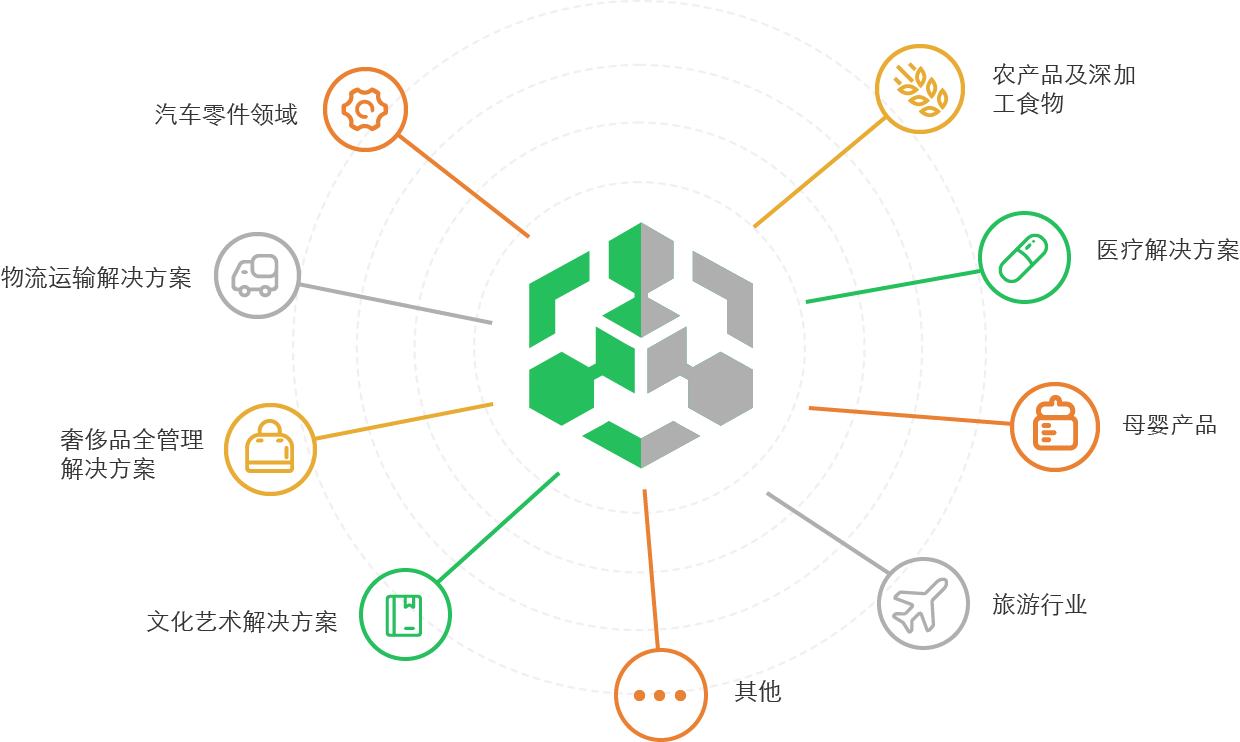 汽车零件领域
物流运输解决方案
奢侈品全管理
解决方案
文化艺术解决方案
其他
农产品及深加
工食物
医疗解决方案
母婴产品
旅游行业